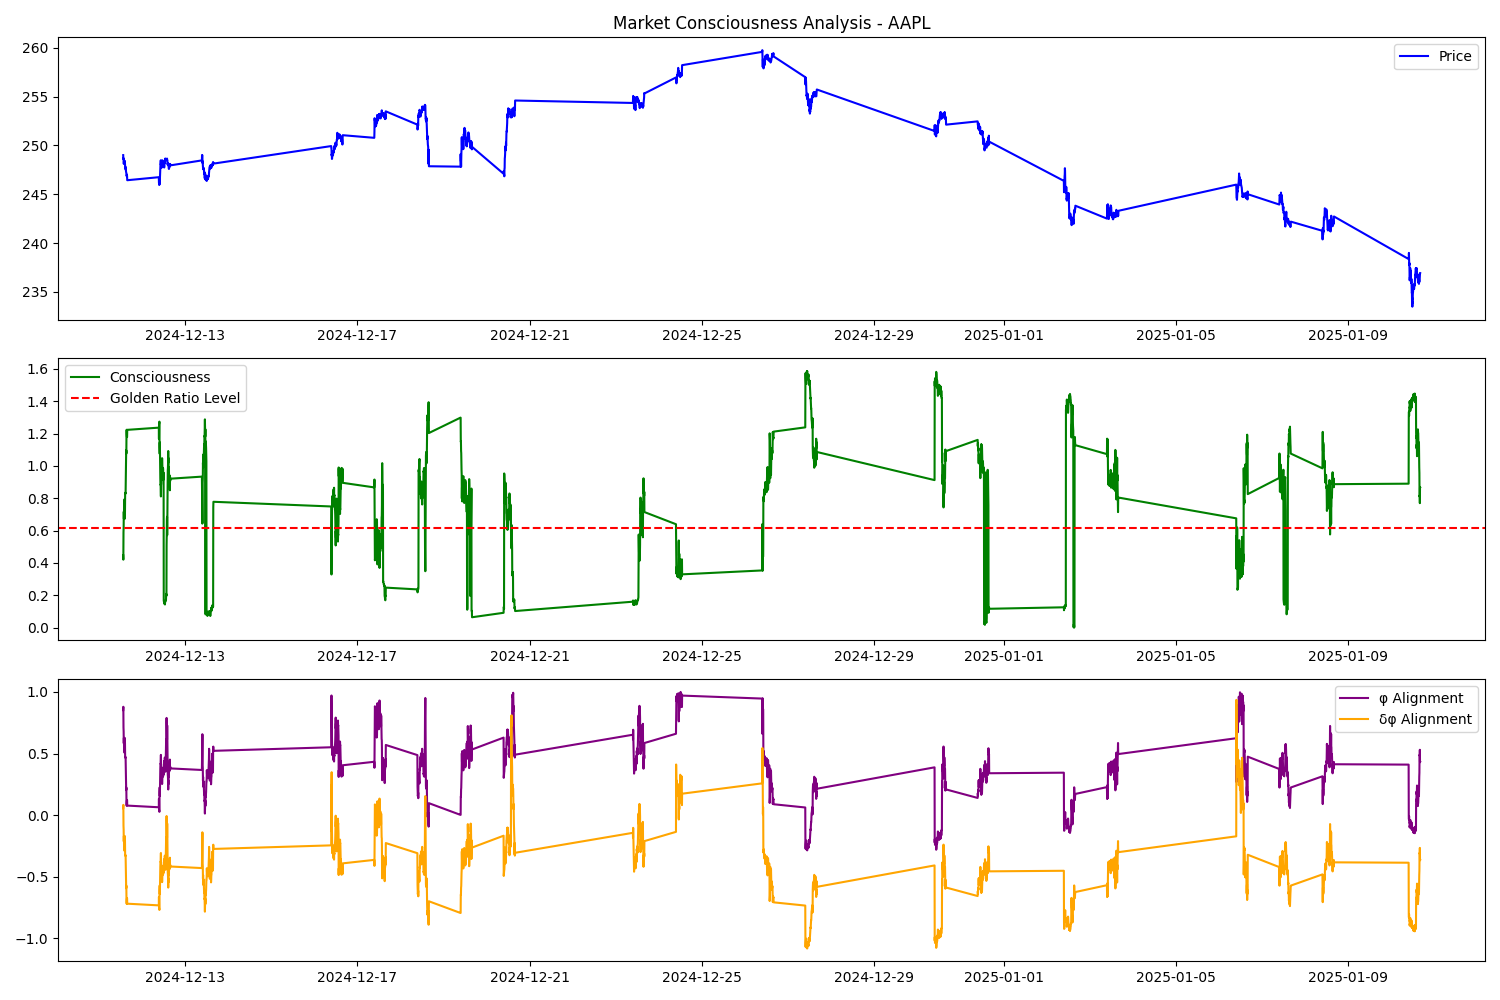 Market Consciousness Analysis - AAPL
260
255
250
245
240
235
Price
2024-12-13 2024-12-17 2024-12-21 2024-12-25 2024-12-29 2025-01-01 2025-01-05 2025-01-09
1.6
1.4
1.2
1.0
0.8
0.6
0.4
0.2
0.0
Consciousness
Golden Ratio Level
2024-12-13 2024-12-17 2024-12-21 2024-12-25 2024-12-29 2025-01-01 2025-01-05 2025-01-09
1.0
0.5
0.0
−0.5
−1.0
φ Alignment
δφ Alignment
2024-12-13 2024-12-17 2024-12-21 2024-12-25 2024-12-29 2025-01-01 2025-01-05 2025-01-09